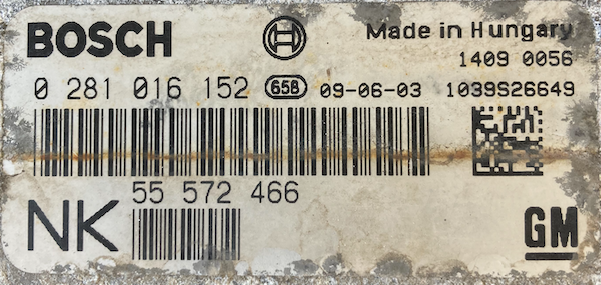 BOSCH
Made in Hungary
1409 0056
0 281 016 152 658 09-06-03 1039S26649
55 572 466
NK
GM